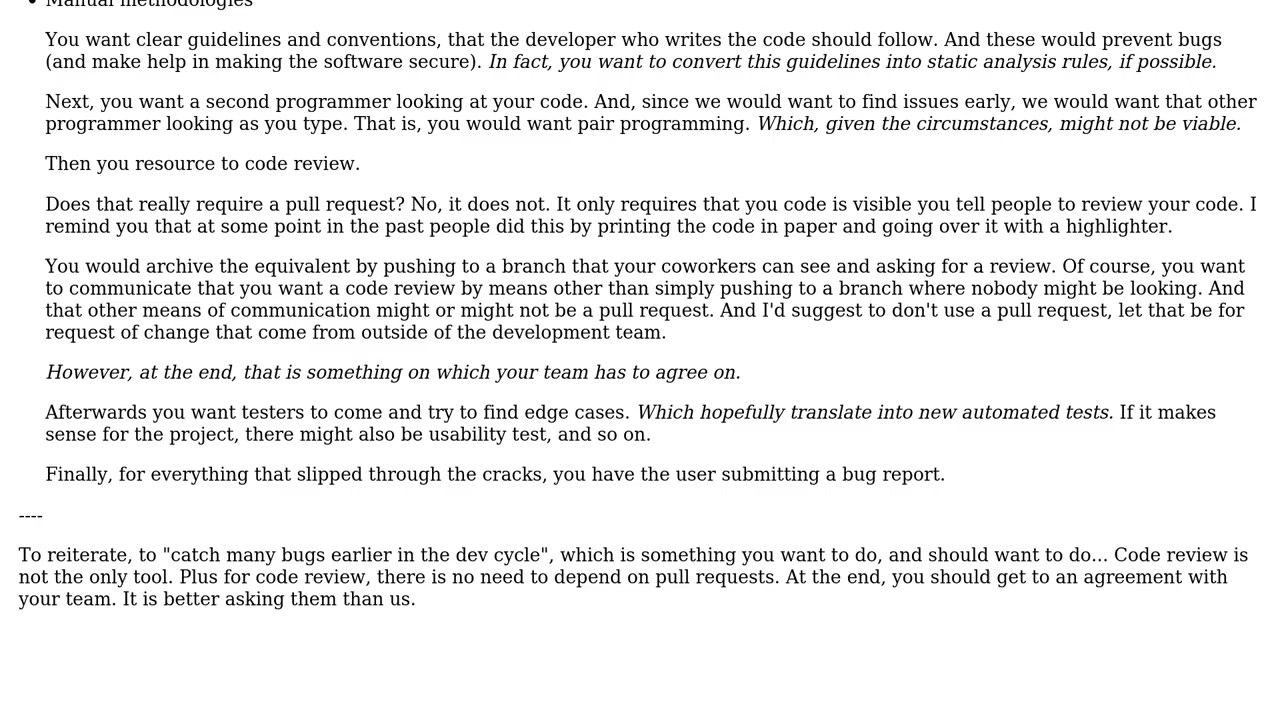 Manual methodologies
You want clear guidelines and conventions, that the developer who writes the code should follow. And these would prevent bugs
(and make help in making the software secure). In fact, you want to convert this guidelines into static analysis rules, if possible.
Next, you want a second programmer looking at your code. And, since we would want to find issues early, we would want that other
programmer looking as you type. That is, you would want pair programming. Which, given the circumstances, might not be viable.
Then you resource to code review.
Does that really require a pull request? No, it does not. It only requires that you code is visible you tell people to review your code. I
remind you that at some point in the past people did this by printing the code in paper and going over it with a highlighter.
You would archive the equivalent by pushing to a branch that your coworkers can see and asking for a review. Of course, you want
to communicate that you want a code review by means other than simply pushing to a branch where nobody might be looking. And
that other means of communication might or might not be a pull request. And I'd suggest to don't use a pull request, let that be for
request of change that come from outside of the development team.
However, at the end, that is something on which your team has to agree on.
Afterwards you want testers to come and try to find edge cases. Which hopefully translate into new automated tests. If it makes
sense for the project, there might also be usability test, and so on.
Finally, for everything that slipped through the cracks, you have the user submitting a bug report.
----
To reiterate, to "catch many bugs earlier in the dev cycle", which is something you want to do, and should want to do... Code review is
not the only tool. Plus for code review, there is no need to depend on pull requests. At the end, you should get to an agreement with
your team. It is better asking them than us.